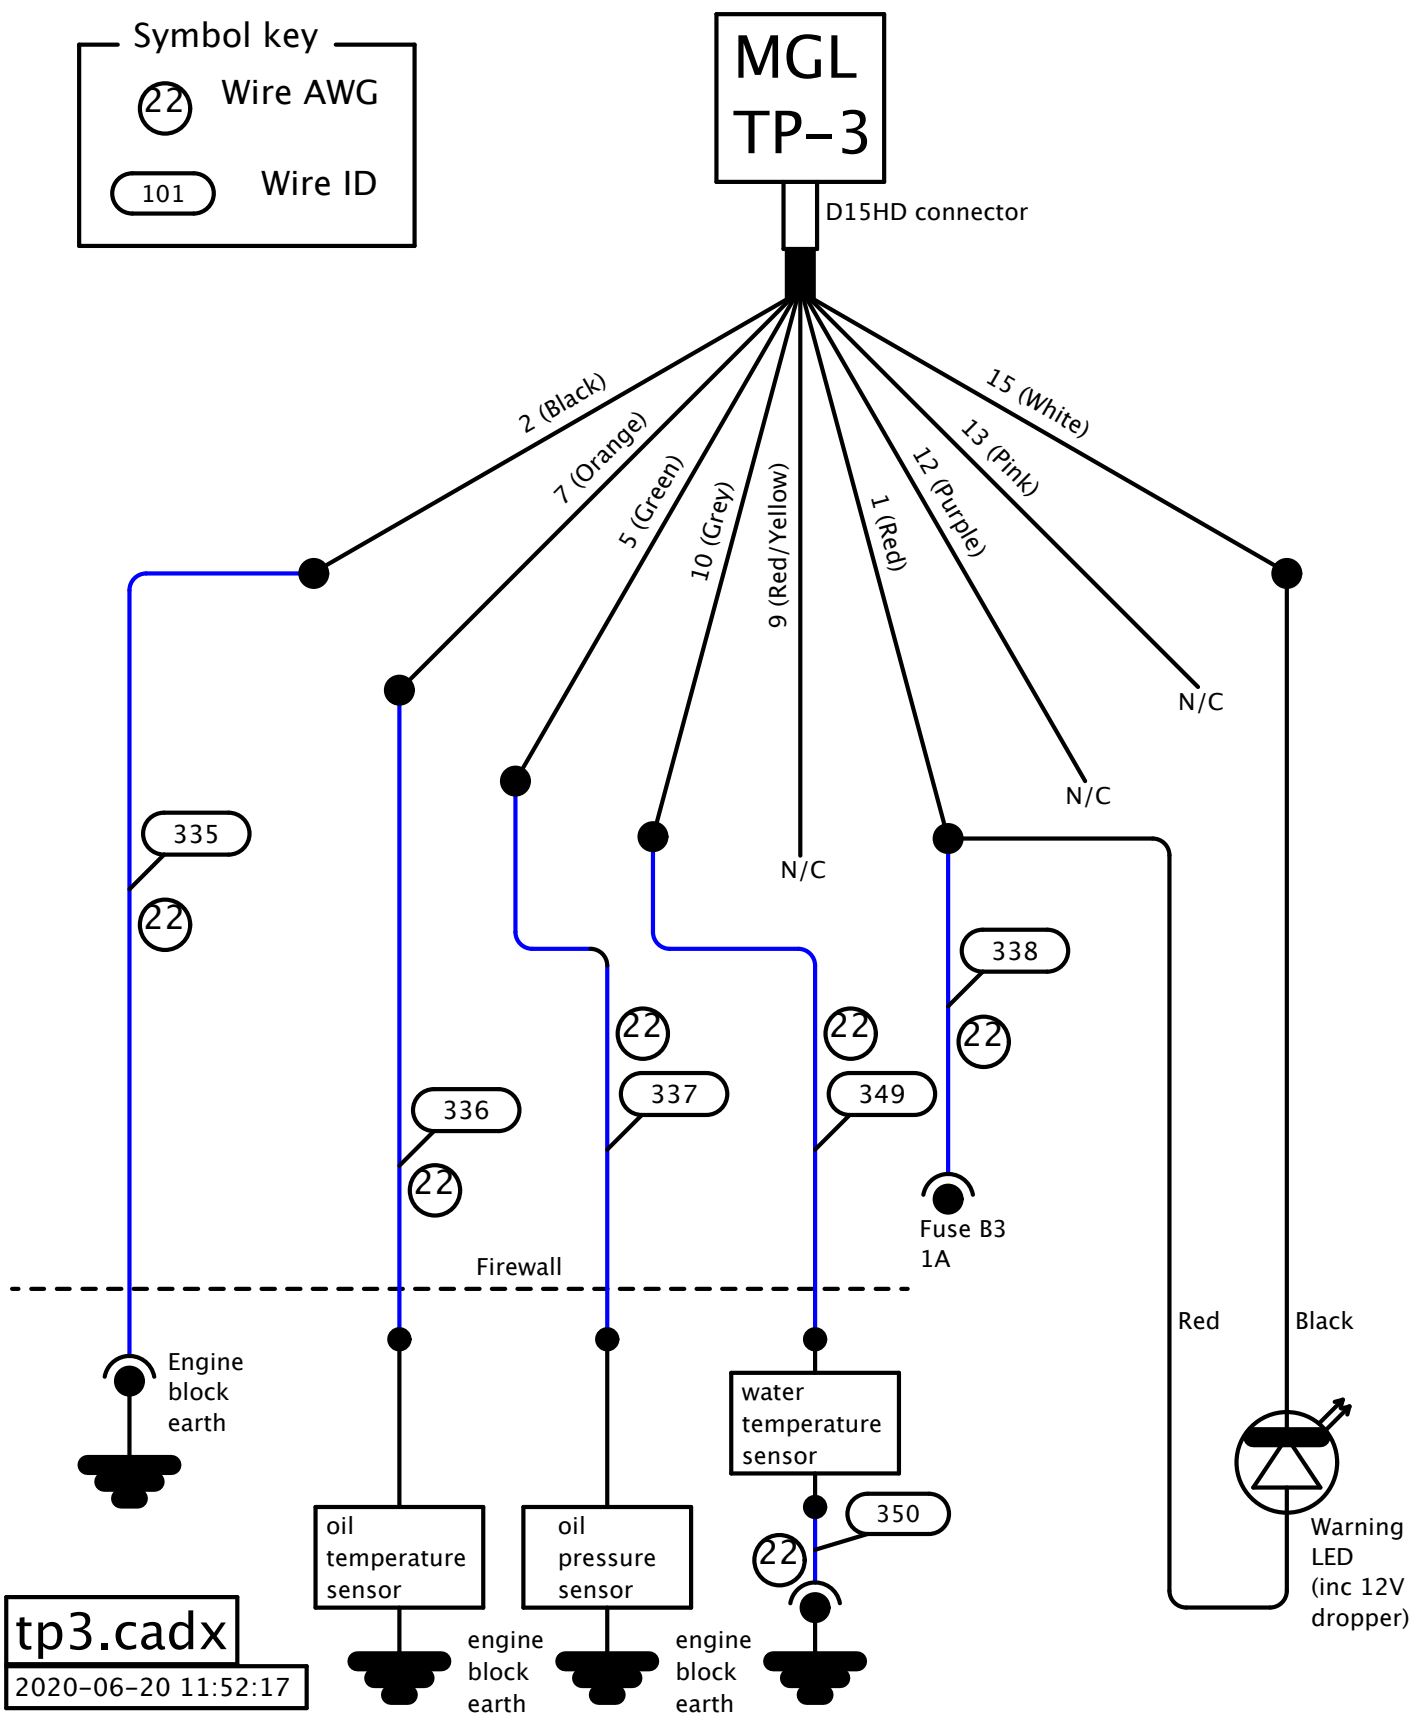 Symbol key
22 Wire AWG
101 Wire ID
MGL
TP-3
D15HD connector
2 (Black)
7 (Orange)
5 (Green)
10 (Grey)
9 (Red/Yellow)
1 (Red)
12 (Purple)
13 (Pink)
15 (White)
N/C
N/C
N/C
335
22
336
22
22
337
22
349
338
22
Fuse B3
1A
Firewall
Red
Black
Engine
block
earth
water
temperature
sensor
350
22
oil
temperature
sensor
oil
pressure
sensor
engine
block
earth
engine
block
earth
Warning
LED
(inc 12V
dropper)
tp3.cadx
2020-06-20 11:52:17